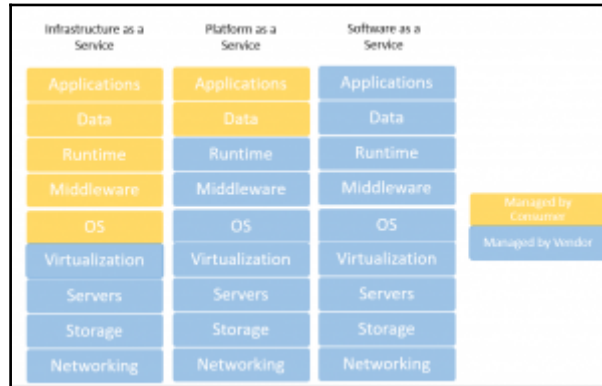 Infrastructure as a
Service
Platform as a
Service
Software as a
Service
Applications
Data
Runtime
Middleware
OS
Virtualization
Servers
Storage
Networking
Applications
Data
Runtime
Middleware
OS
Virtualization
Servers
Storage
Networking
Applications
Data
Runtime
Middleware
OS
Virtualization
Servers
Storage
Networking
Managed by
Consumer
Managed by Vendor